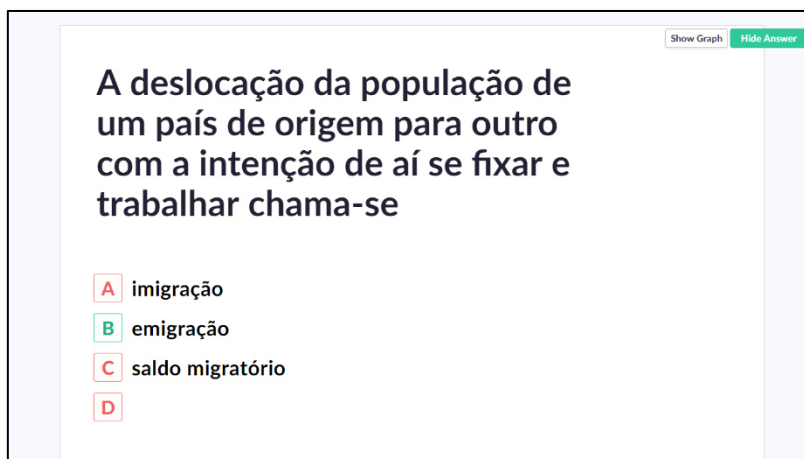 Show Graph Hide Answer
A deslocação da população de
um país de origem para outro
com a intenção de aí se fixar e
trabalhar chama-se
A imigração
B emigração
C saldo migratório
D